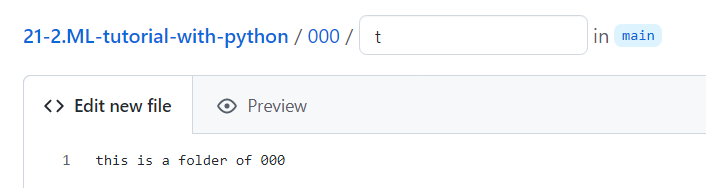 21-2.ML-tutorial-with-python / 000 / t in main
<> Edit new file Preview
1 this is a folder of 000